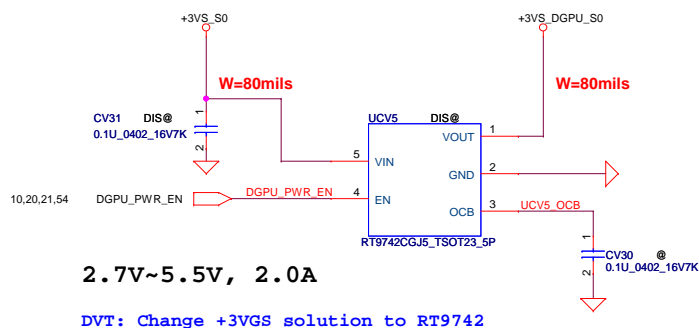 +3VS_S0
+3VS_DGPU_S0
W=80mils
W=80mils
CV31 DIS@
0.1U_0402_16V7K
1
2
UCV5 DIS@
VOUT 1
5 VIN
GND 2
10,20,21,54 DGPU_PWR_EN DGPU_PWR_EN 4 EN
OCB 3 UCV5_OCB
RT9742CGJ5_TSOT23_5P
1
2
CV30 @
0.1U_0402_16V7K
2.7V~5.5V, 2.0A
DVT: Change +3VGS solution to RT9742